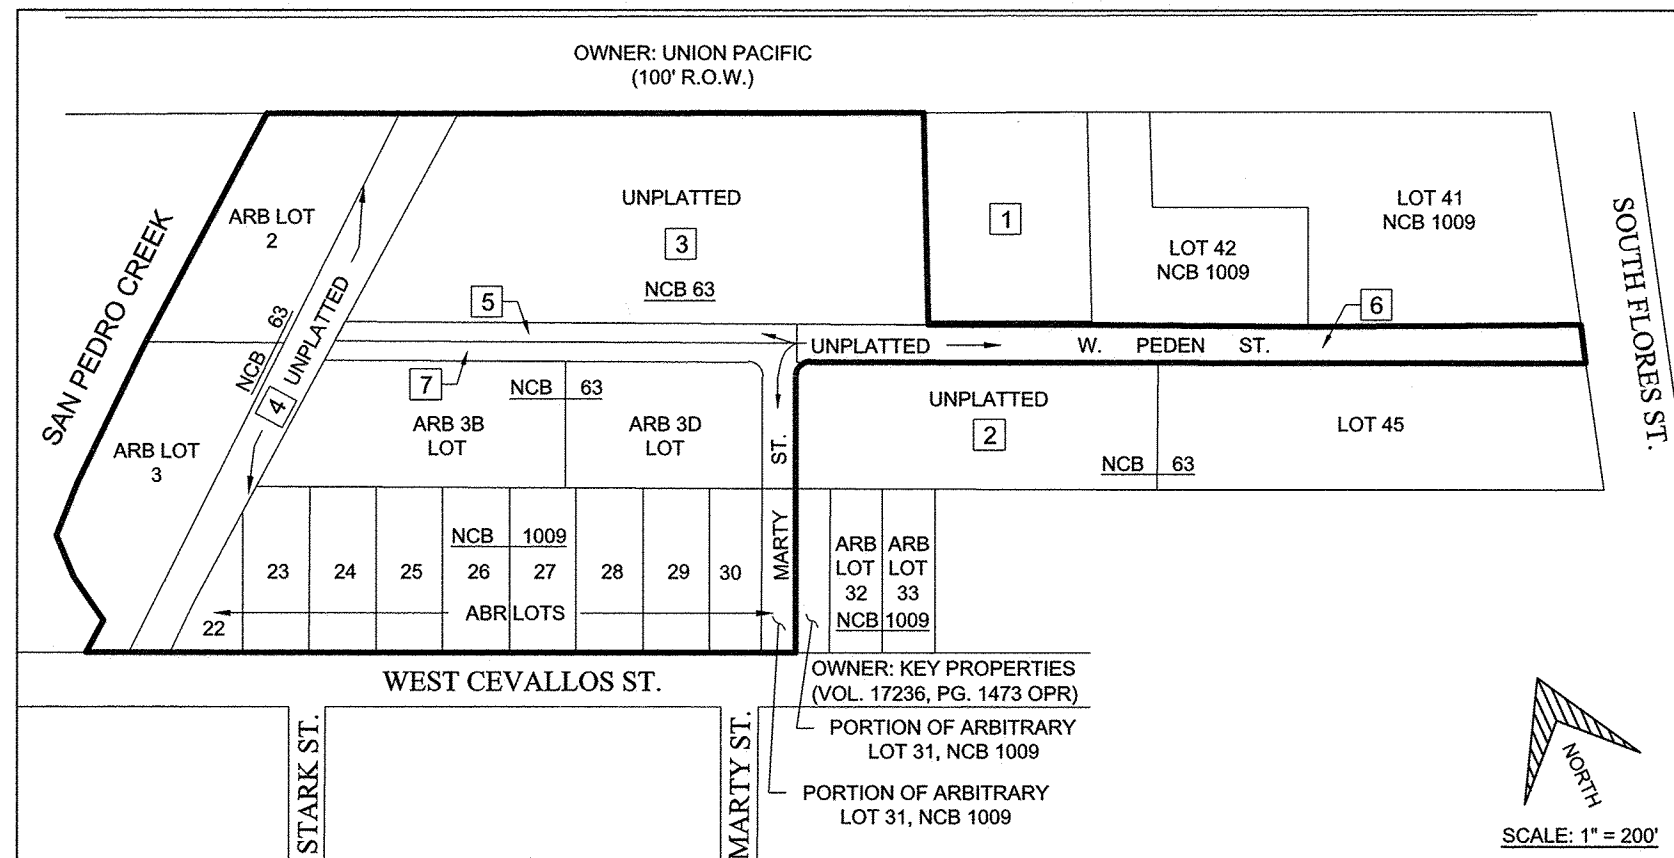 OWNER: UNION PACIFIC
(100' R.O.W.)
ARB LOT
2
UNPLATTED
3
NCB 63
1
LOT 42
NCB 1009
LOT 41
NCB 1009
SOUTH FLORES ST.
SAN PEDRO CREEK
NCB 63
4 UNPLATTED
5
6
UNPLATTED
W. PEDEN ST.
7
NCB 63
ARB 3B
LOT
ARB 3D
LOT
UNPLATTED
2
LOT 45
NCB 63
ARB LOT
3
MARTY ST.
NCB 1009
22
23
24
25
26
27
28
29
30
ABR LOTS
ARB
LOT
32
ARB
LOT
33
NCB 1009
WEST CEVALLOS ST.
OWNER: KEY PROPERTIES
(VOL. 17236, PG. 1473 OPR)
PORTION OF ARBITRARY
LOT 31, NCB 1009
PORTION OF ARBITRARY
LOT 31, NCB 1009
STARK ST.
MARTY ST.
NORTH
SCALE: 1" = 200'